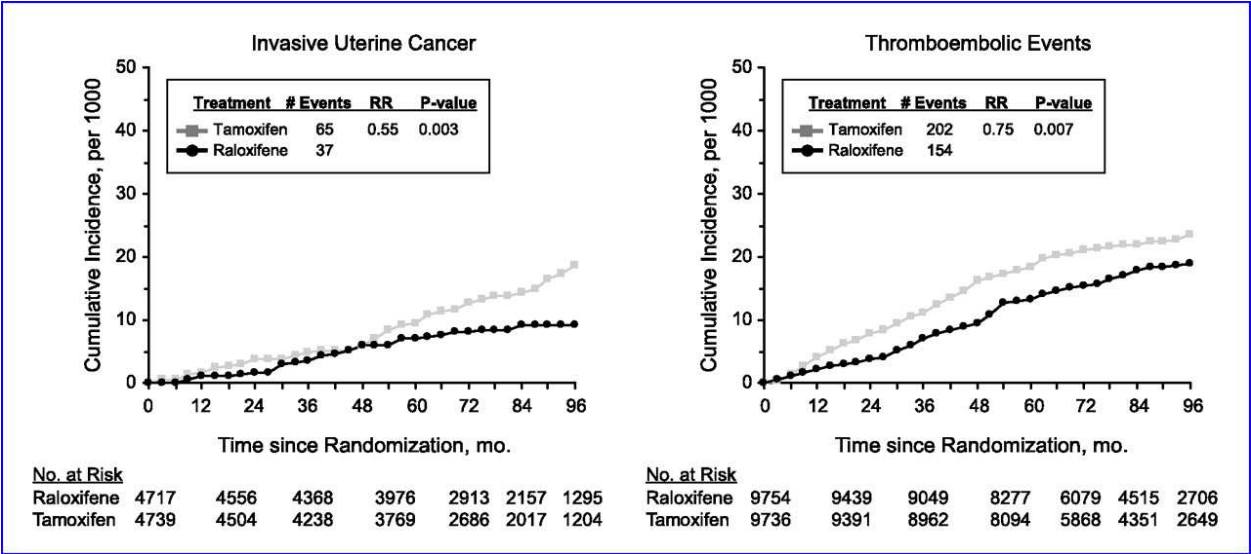 Invasive Uterine Cancer
Cumulative Incidence, per 1000
50
40
30
20
10
0
Treatment # Events RR P-value
Tamoxifen 65 0.55 0.003
Raloxifene 37
0 12 24 36 48 60 72 84 96
Time since Randomization, mo.
No. at Risk
Raloxifene 4717 4556 4368 3976 2913 2157 1295
Tamoxifen 4739 4504 4238 3769 2686 2017 1204
Thromboembolic Events
Cumulative Incidence, per 1000
50
40
30
20
10
0
Treatment # Events RR P-value
Tamoxifen 202 0.75 0.007
Raloxifene 154
0 12 24 36 48 60 72 84 96
Time since Randomization, mo.
No. at Risk
Raloxifene 9754 9439 9049 8277 6079 4515 2706
Tamoxifen 9736 9391 8962 8094 5868 4351 2649